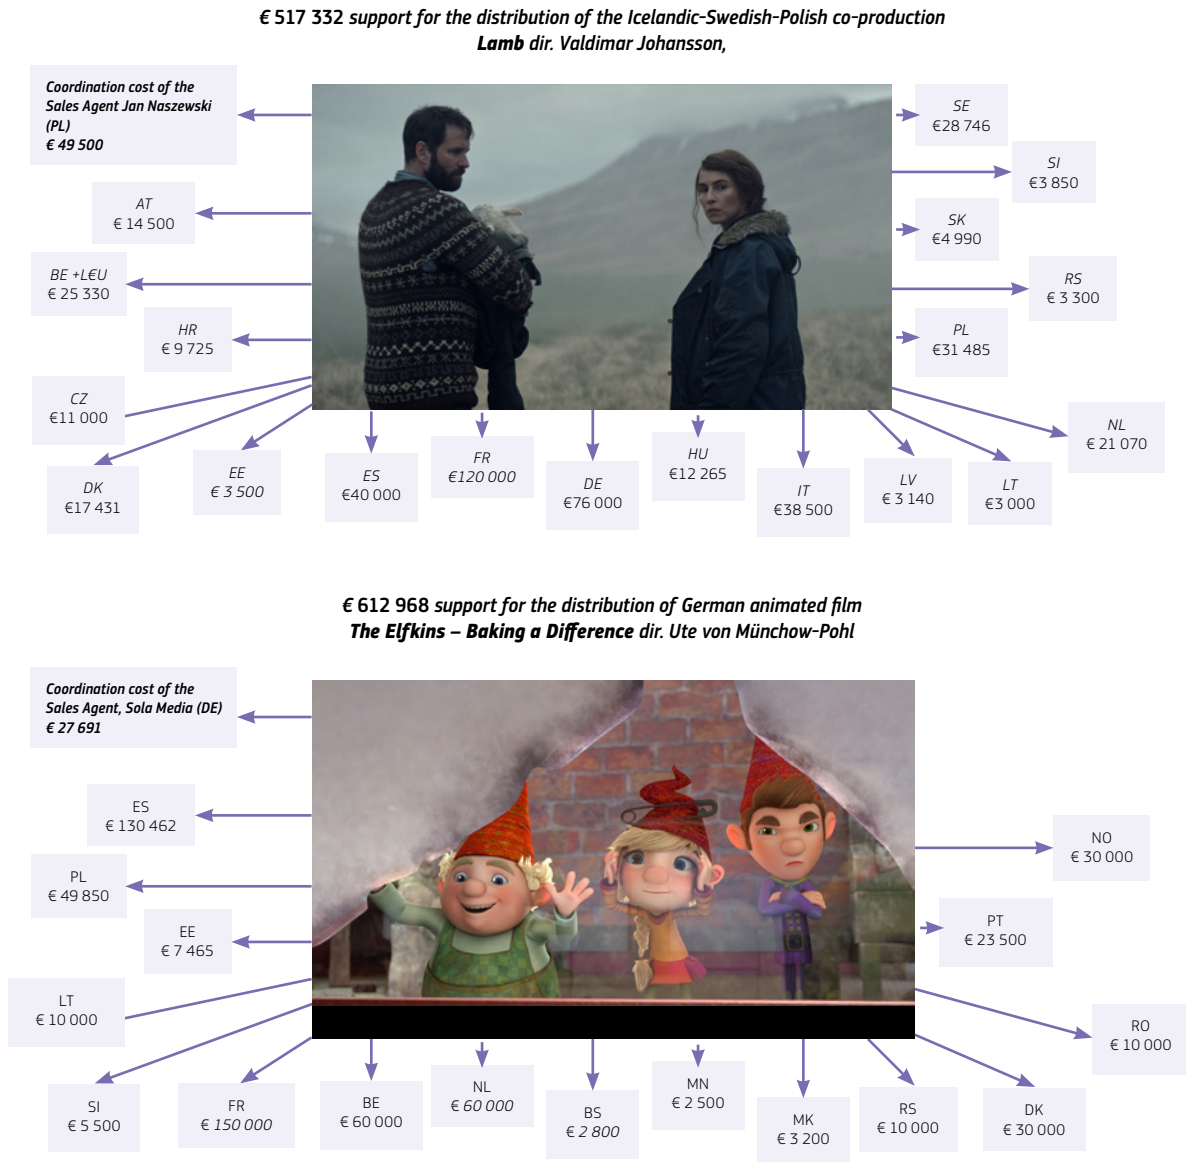 € 517 332 support for the distribution of the Icelandic-Swedish-Polish co-production
Lamb dir. Valdimar Johansson,
Coordination cost of the
Sales Agent Jan Naszewski
(PL)
€ 49 500
AT
€ 14 500
BE +L€U
€ 25 330
HR
€ 9 725
CZ
€11 000
DK
€17 431
EE
€ 3 500
ES
€40 000
FR
€120 000
DE
€76 000
HU
€12 265
IT
€38 500
LV
€ 3 140
LT
€3 000
NL
€ 21 070
PL
€31 485
RS
€ 3 300
SK
€4 990
SI
€3 850
SE
€28 746
€ 612 968 support for the distribution of German animated film
The Elfkins – Baking a Difference dir. Ute von Münchow-Pohl
Coordination cost of the
Sales Agent, Sola Media (DE)
€ 27 691
ES
€ 130 462
PL
€ 49 850
EE
€ 7 465
LT
€ 10 000
SI
€ 5 500
FR
€ 150 000
BE
€ 60 000
NL
€ 60 000
BS
€ 2 800
MN
€ 2 500
MK
€ 3 200
RS
€ 10 000
DK
€ 30 000
RO
€ 10 000
PT
€ 23 500
NO
€ 30 000